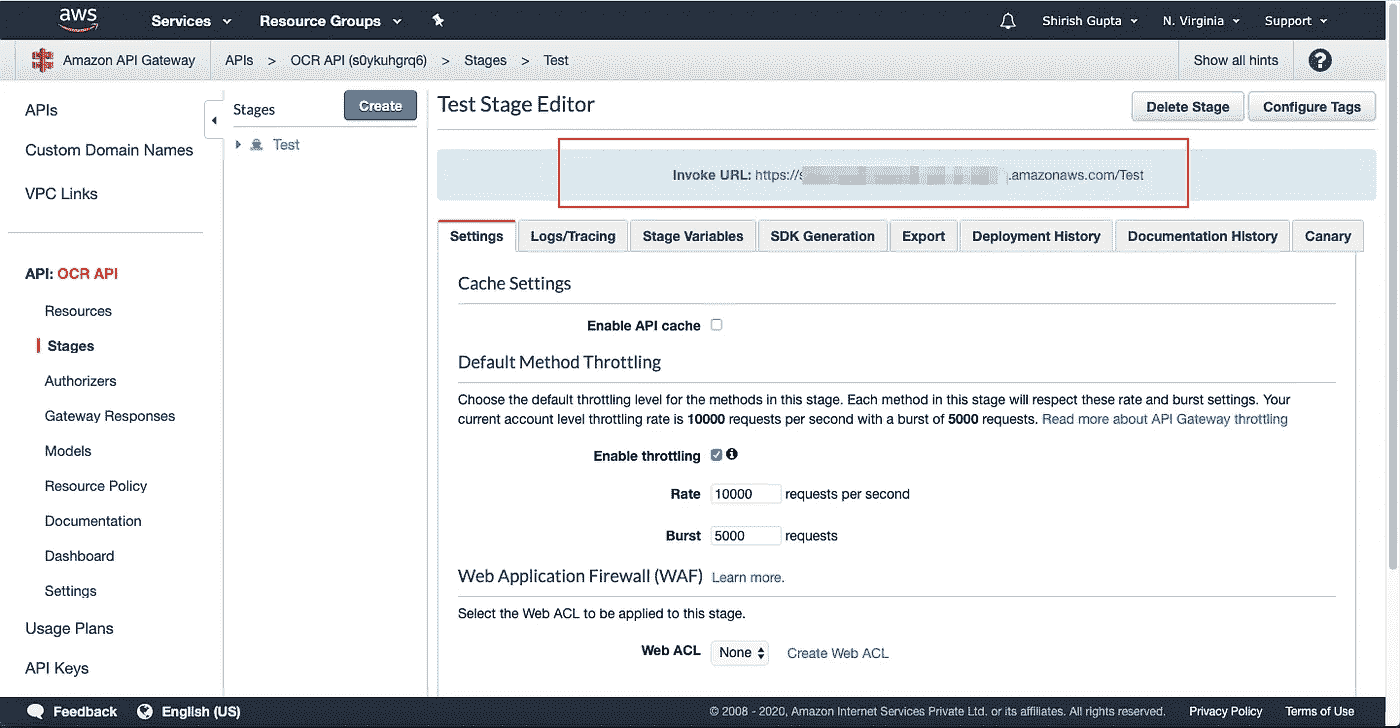 aws Services Resource Groups Shirish Gupta N. Virginia Support
Amazon API Gateway APIs > OCR API (s0ykuhgrq6) > Stages > Test Show all hints ?
APIs
Custom Domain Names
VPC Links
API: OCR API
Resources
Stages
Authorizers
Gateway Responses
Models
Resource Policy
Documentation
Dashboard
Settings
Usage Plans
API Keys
Stages Create
Test
Test Stage Editor Delete Stage Configure Tags
Invoke URL: https://s .amazonaws.com/Test
Settings Logs/Tracing Stage Variables SDK Generation Export Deployment History Documentation History Canary
Cache Settings
Enable API cache
Default Method Throttling
Choose the default throttling level for the methods in this stage. Each method in this stage will respect these rate and burst settings. Your
current account level throttling rate is 10000 requests per second with a burst of 5000 requests. Read more about API Gateway throttling
Enable throttling
Rate 10000 requests per second
Burst 5000 requests
Web Application Firewall (WAF) Learn more.
Select the Web ACL to be applied to this stage.
Web ACL None Create Web ACL
Feedback English (US) © 2008 - 2020, Amazon Internet Services Private Ltd. or its affiliates. All rights reserved. Privacy Policy Terms of Use